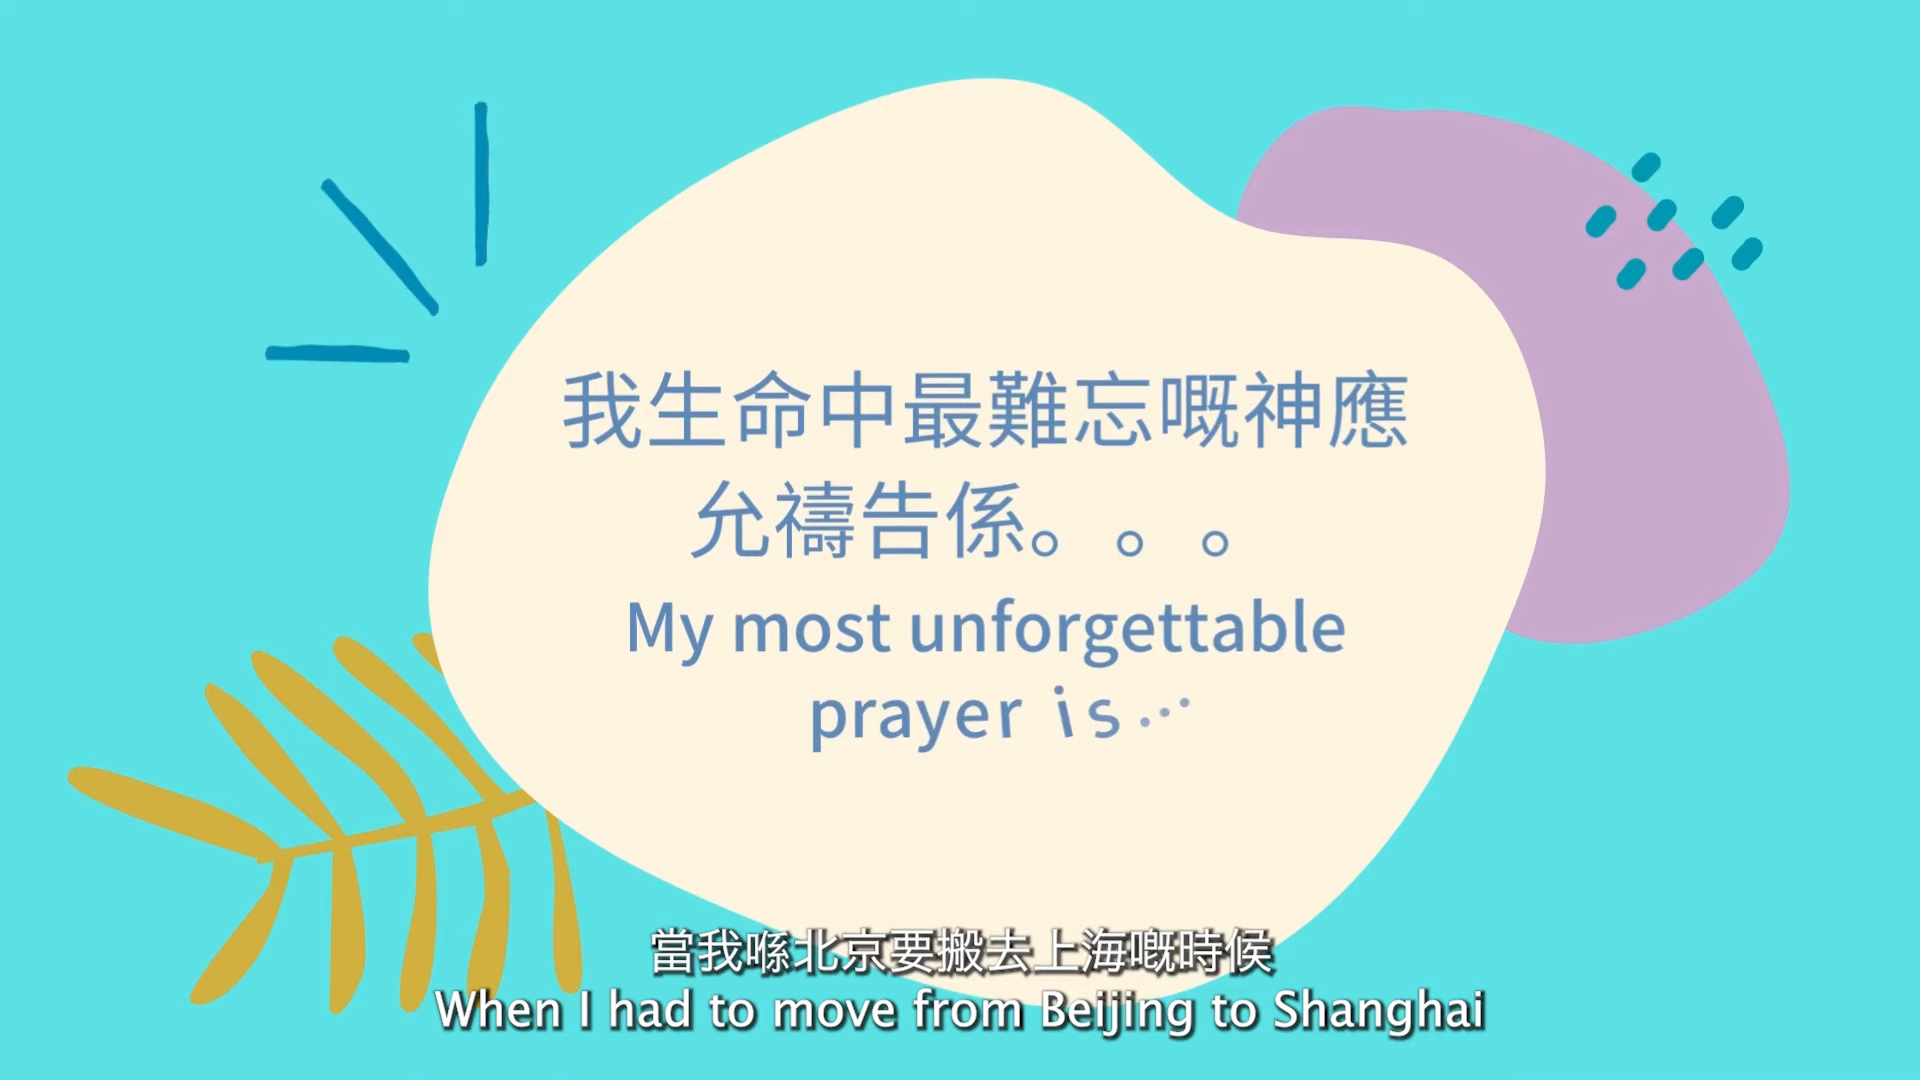 我生命中最難忘嘅神應
允禱告係。。。
My most unforgettable
prayer is…
當我喺北京要搬去上海嘅時候
When I had to move from Beijing to Shanghai